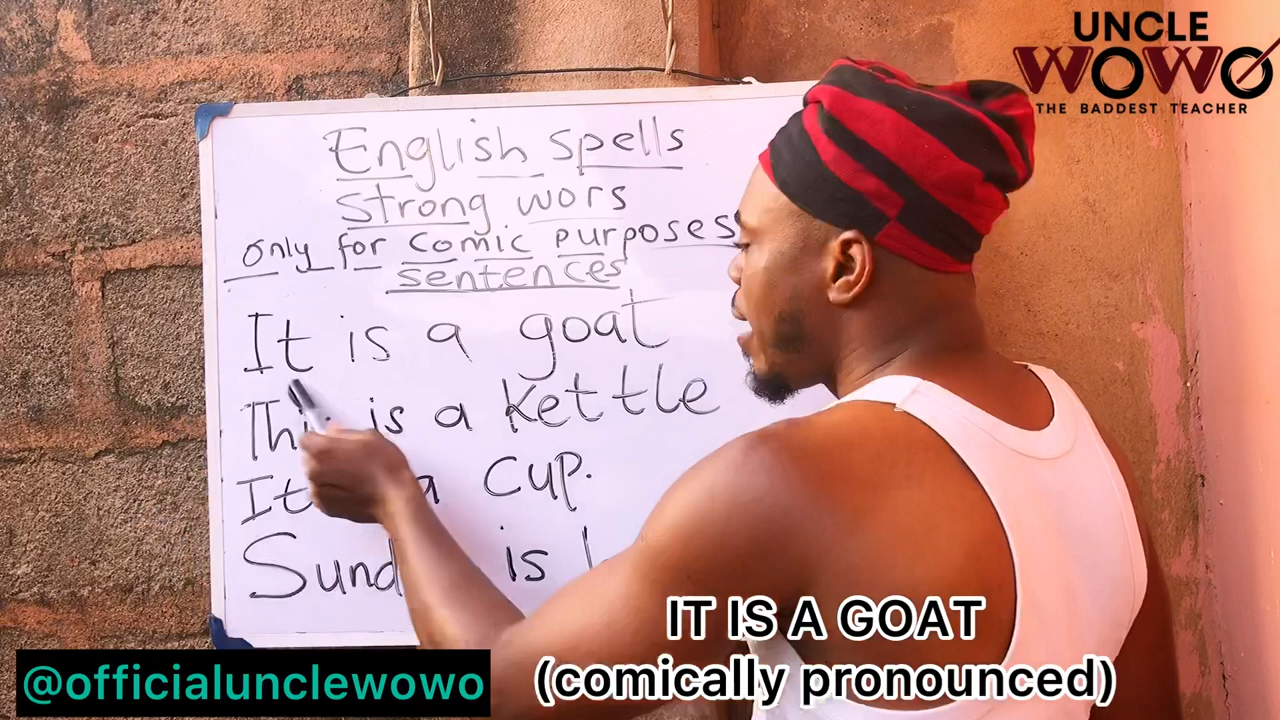 UNCLE
WOWO
THE BADDEST TEACHER
English spells
strong wors
only for comic purposes
sentences
It is a goat
is a Kettle
It a Cup.
is
IT IS A GOAT
(comically pronounced)
@officialunclewowo